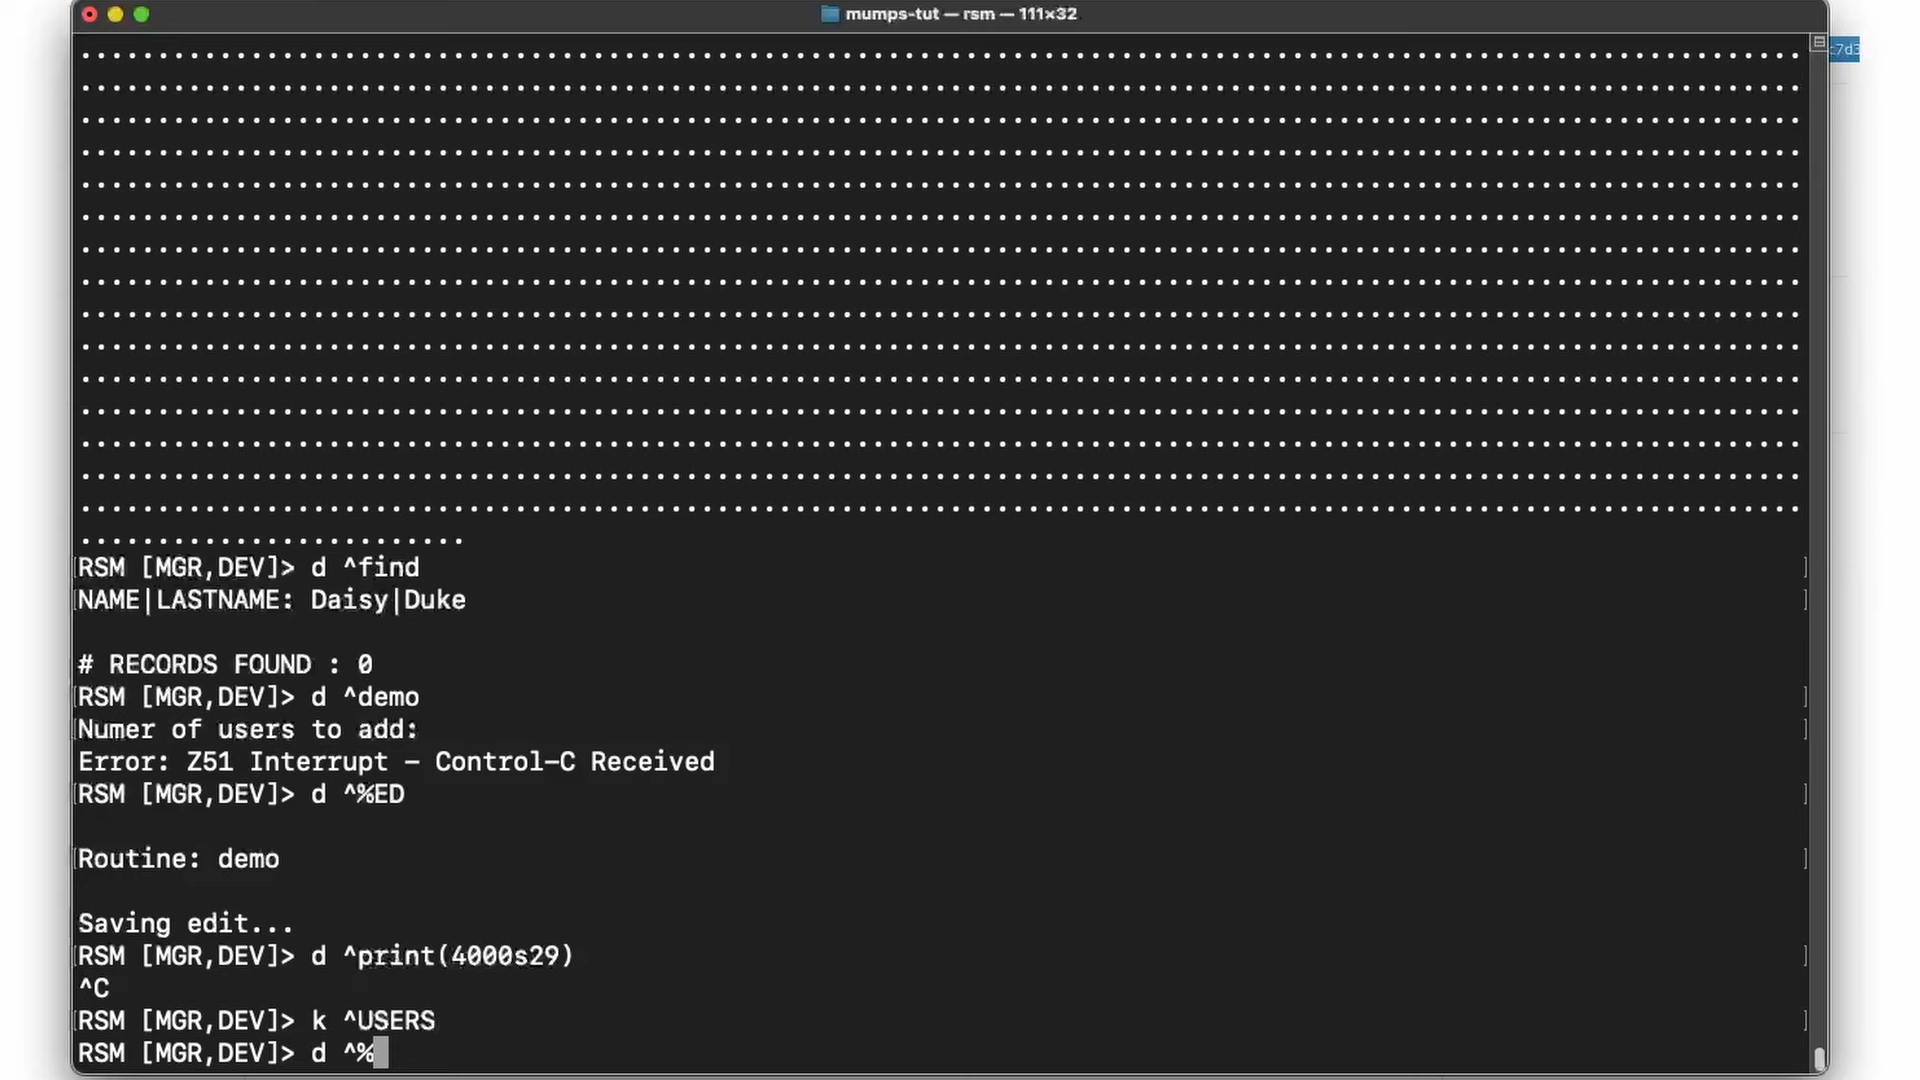 mumps-tut — rsm — 111×32
c7d3
RSM [MGR,DEV]> d ^find
NAME|LASTNAME: Daisy|Duke
# RECORDS FOUND : 0
RSM [MGR,DEV]> d ^demo
Numer of users to add:
Error: Z51 Interrupt - Control-C Received
RSM [MGR,DEV]> d ^%ED
Routine: demo
Saving edit...
RSM [MGR,DEV]> d ^print(4000s29)
^C
RSM [MGR,DEV]> k ^USERS
RSM [MGR,DEV]> d ^%